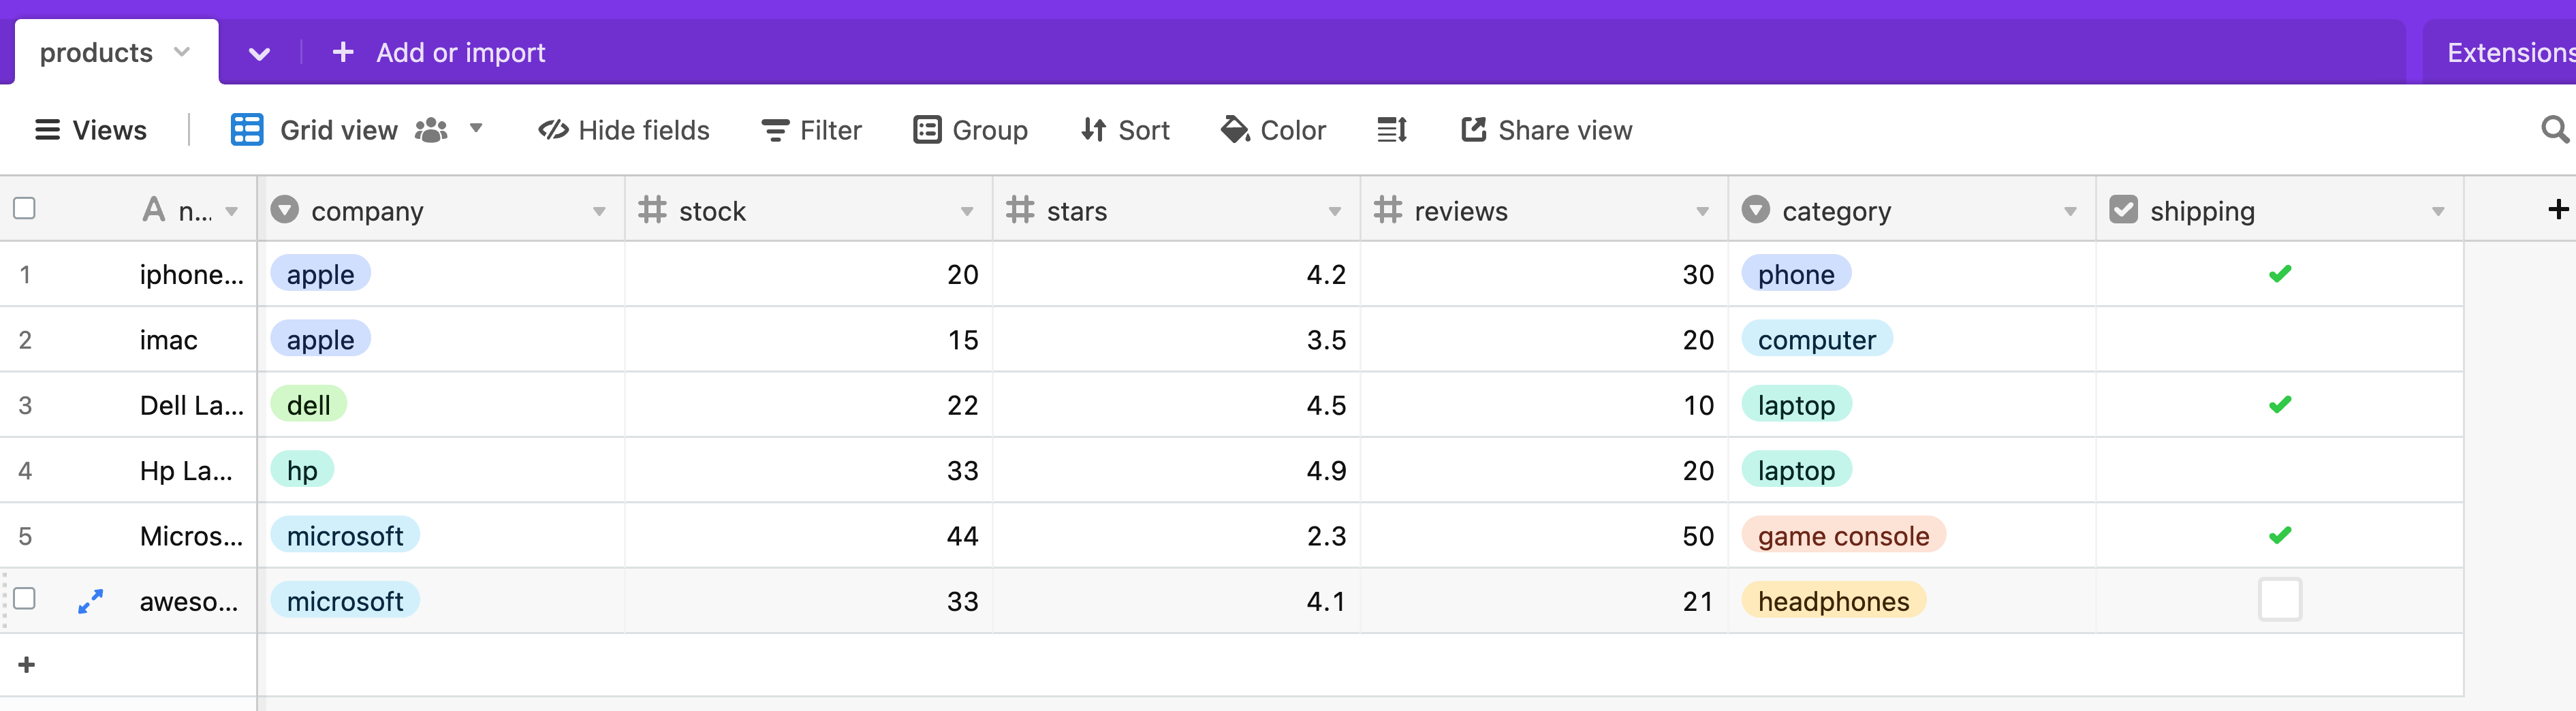 products Add or import Extensions
Views Grid view Hide fields Filter Group Sort Color Share view
n... company stock stars reviews category shipping
1 iphone... apple 20 4.2 30 phone
2 imac apple 15 3.5 20 computer
3 Dell La... dell 22 4.5 10 laptop
4 Hp La... hp 33 4.9 20 laptop
5 Micros... microsoft 44 2.3 50 game console
aweso... microsoft 33 4.1 21 headphones